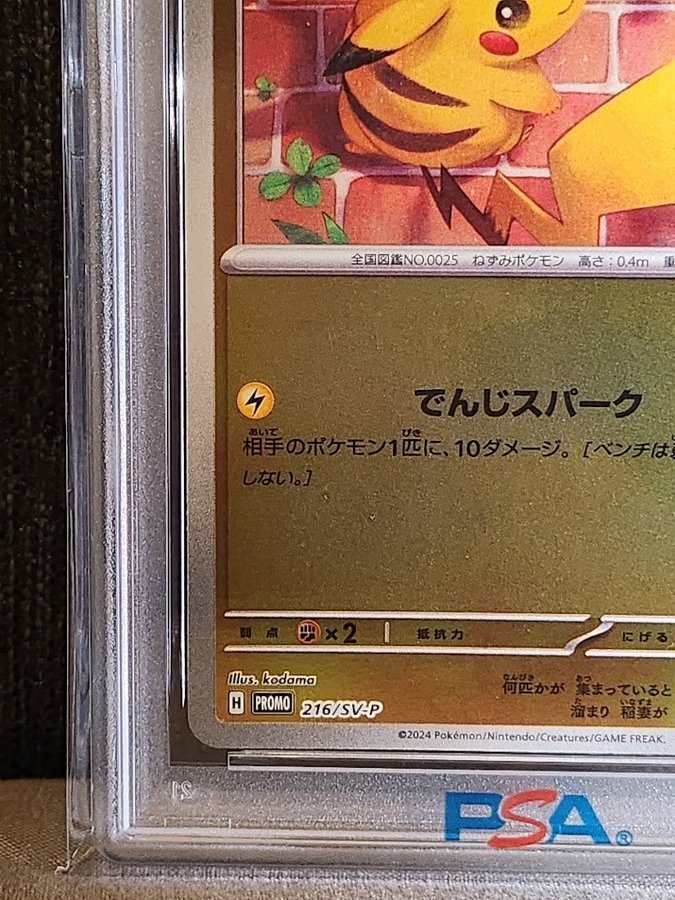 全国図鑑NO.0025 ねずみポケモン 高さ:0.4m 重
でんじスパーク
相手のポケモン1匹に、10ダメージ。[ベンチは
しない。]
弱点 ×2 抵抗力 にげる
Illus. kodama
H PROMO 216/SV-P
何匹かが 集まっていると
溜まり 稲妻が
©2024 Pokémon/Nintendo/Creatures/GAME FREAK.
PSA®